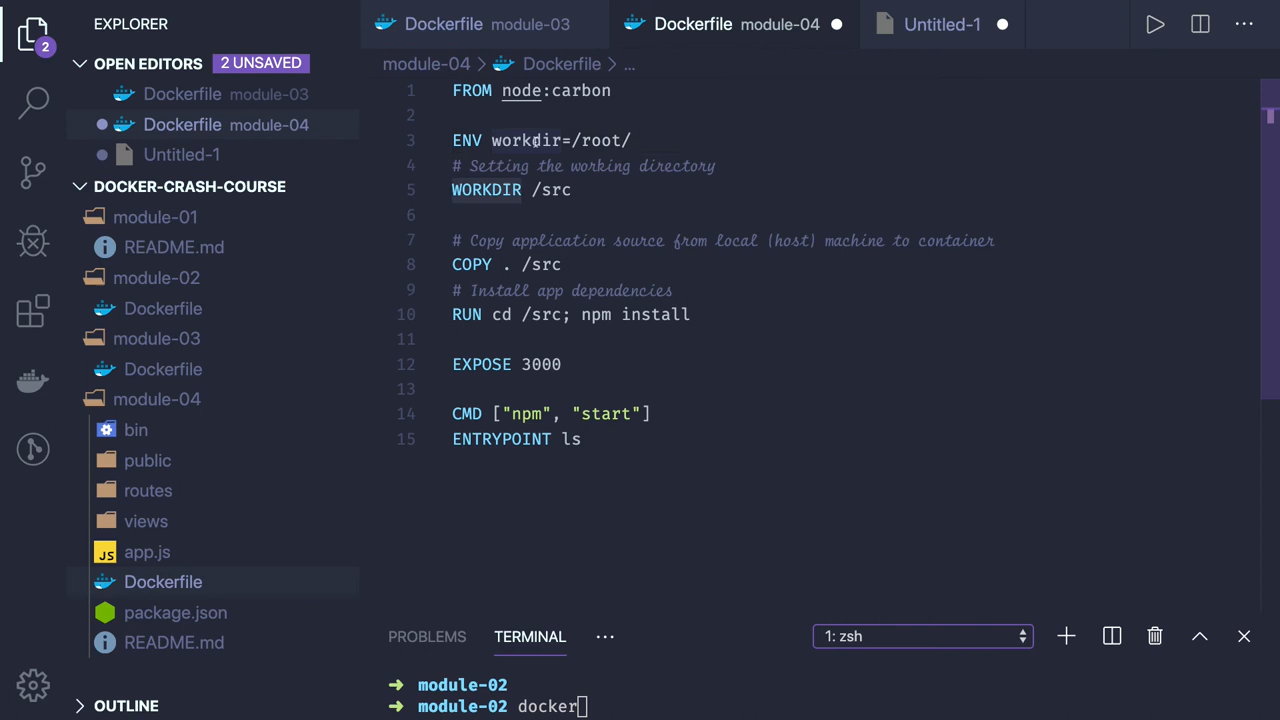 EXPLORER
2
OPEN EDITORS 2 UNSAVED
Dockerfile module-03
Dockerfile module-04
Untitled-1
DOCKER-CRASH-COURSE
module-01
README.md
module-02
Dockerfile
module-03
Dockerfile
module-04
bin
public
routes
views
JS app.js
Dockerfile
package.json
README.md
OUTLINE
Dockerfile module-03
Dockerfile module-04
Untitled-1
module-04 > Dockerfile > ...
1 FROM node:carbon
2
3 ENV workdir=/root/
4 # Setting the working directory
5 WORKDIR /src
6
7 # Copy application source from local (host) machine to container
8 COPY . /src
9 # Install app dependencies
10 RUN cd /src; npm install
11
12 EXPOSE 3000
13
14 CMD ["npm", "start"]
15 ENTRYPOINT ls
PROBLEMS TERMINAL ... 1: zsh
➜ module-02
➜ module-02 docker